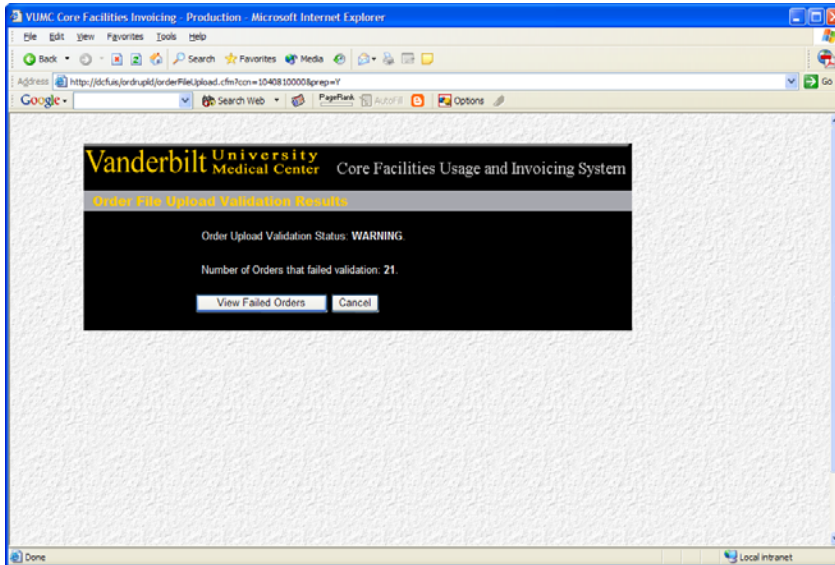 VUMC Core Facilities Invoicing - Production - Microsoft Internet Explorer
File Edit View Favorites Tools Help
Back Search Favorites Media
Address http://dcfuis/ordrupld/orderFileUpload.cfm?ccn=1040810000&prep=Y Go
Google Search Web PageRank AutoFill Options
Vanderbilt University Medical Center Core Facilities Usage and Invoicing System
Order File Upload Validation Results
Order Upload Validation Status: WARNING.
Number of Orders that failed validation: 21.
View Failed Orders Cancel
Done Local intranet